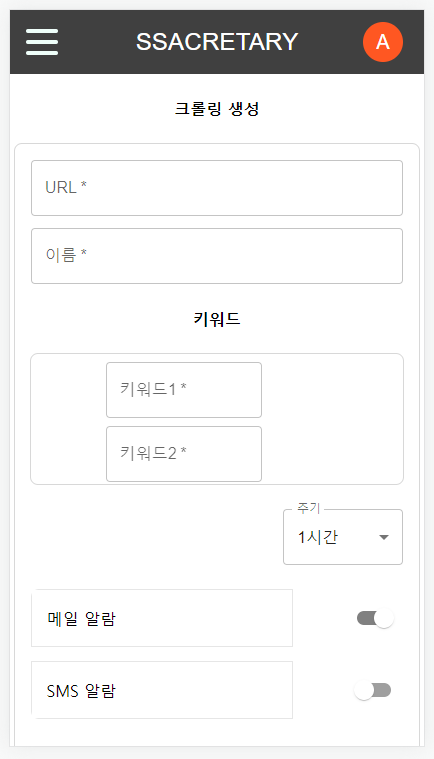 SSACRETARY
A
크롤링 생성
URL *
이름 *
키워드
키워드1 *
키워드2 *
주기
1시간
메일 알람
SMS 알람